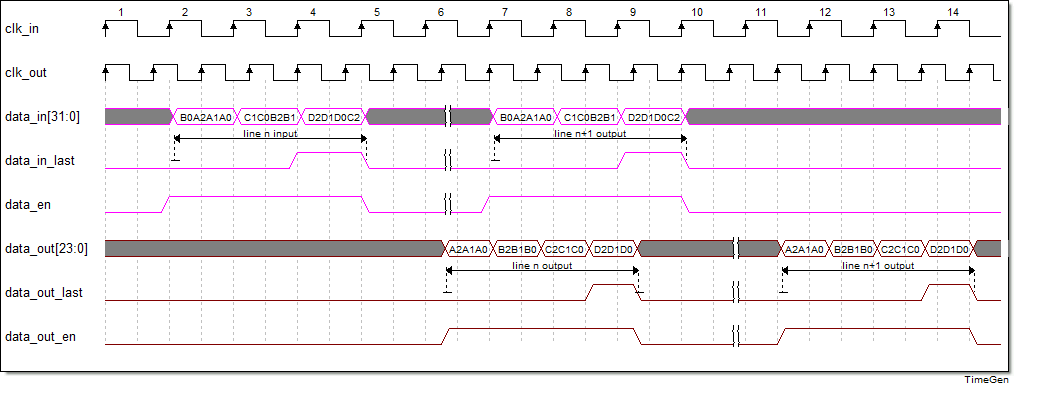 1 2 3 4 5 6 7 8 9 10 11 12 13 14
clk_in
clk_out
data_in[31:0] B0A2A1A0 C1C0B2B1 D2D1D0C2 B0A2A1A0 C1C0B2B1 D2D1D0C2
line n input line n+1 output
data_in_last
data_en
data_out[23:0] A2A1A0 B2B1B0 C2C1C0 D2D1D0 A2A1A0 B2B1B0 C2C1C0 D2D1D0
line n output line n+1 output
data_out_last
data_out_en
TimeGen